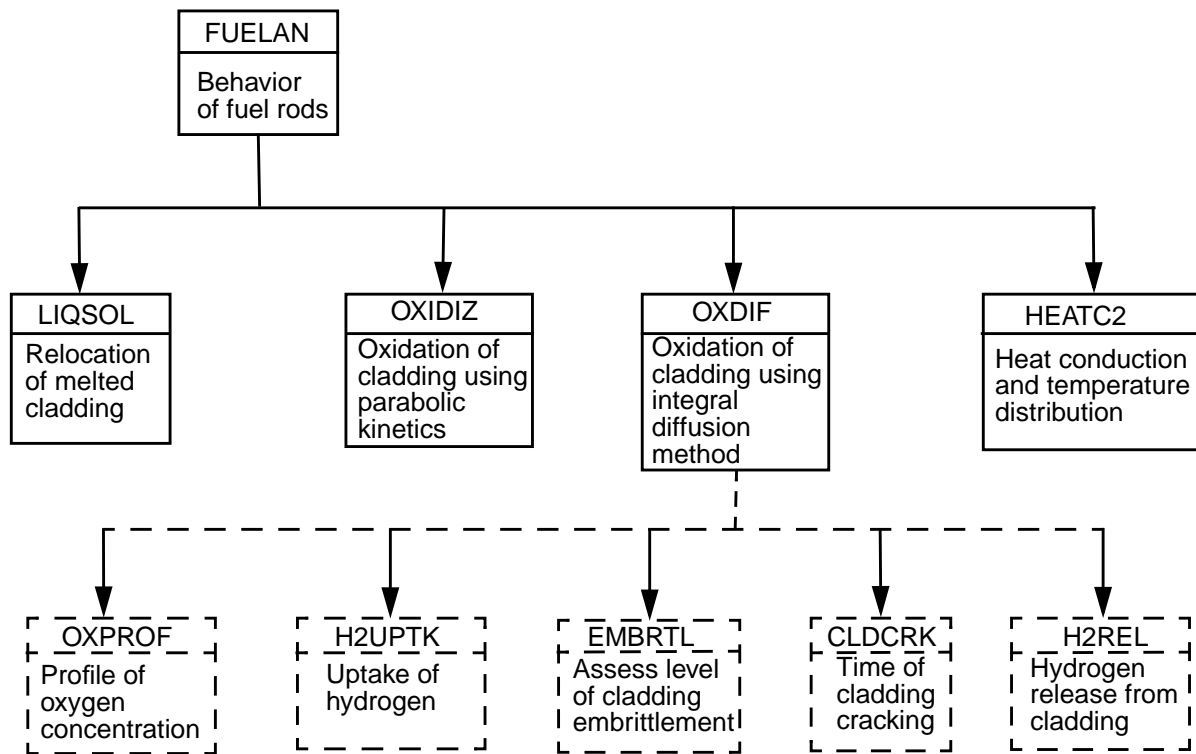 FUELAN
Behavior
of fuel rods
LIQSOL
Relocation
of melted
cladding
OXIDIZ
Oxidation of
cladding using
parabolic
kinetics
OXDIF
Oxidation of
cladding using
integral
diffusion
method
HEATC2
Heat conduction
and temperature
distribution
OXPROF
Profile of
oxygen
concentration
H2UPTK
Uptake of
hydrogen
EMBRTL
Assess level
of cladding
embrittlement
CLDCRK
Time of
cladding
cracking
H2REL
Hydrogen
release from
cladding